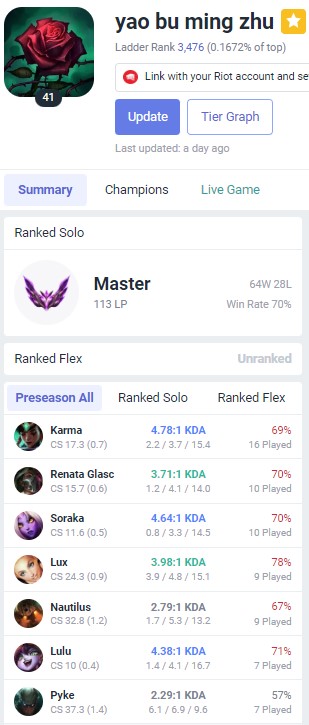 yao bu ming zhu
Ladder Rank 3,476 (0.1672% of top)
41
Link with your Riot account and se
Update
Tier Graph
Last updated: a day ago
Summary
Champions
Live Game
Ranked Solo
Master
64W 28L
113 LP
Win Rate 70%
Ranked Flex
Unranked
Preseason All
Ranked Solo
Ranked Flex
Karma
4.78:1 KDA
69%
CS 17.3 (0.7)
2.2 / 3.7 / 15.4
16 Played
Renata Glasc
3.71:1 KDA
70%
CS 15.7 (0.6)
1.2 / 4.1 / 14.0
10 Played
Soraka
4.64:1 KDA
70%
CS 11.6 (0.5)
0.8 / 3.3 / 14.5
10 Played
Lux
3.98:1 KDA
78%
CS 24.3 (0.9)
3.9 / 4.8 / 15.1
9 Played
Nautilus
2.79:1 KDA
67%
CS 32.8 (1.2)
1.7 / 5.3 / 13.2
9 Played
Lulu
4.38:1 KDA
71%
CS 10 (0.4)
1.4 / 4.1 / 16.7
7 Played
Pyke
2.29:1 KDA
57%
CS 37.3 (1.4)
6.1 / 6.9 / 9.6
7 Played